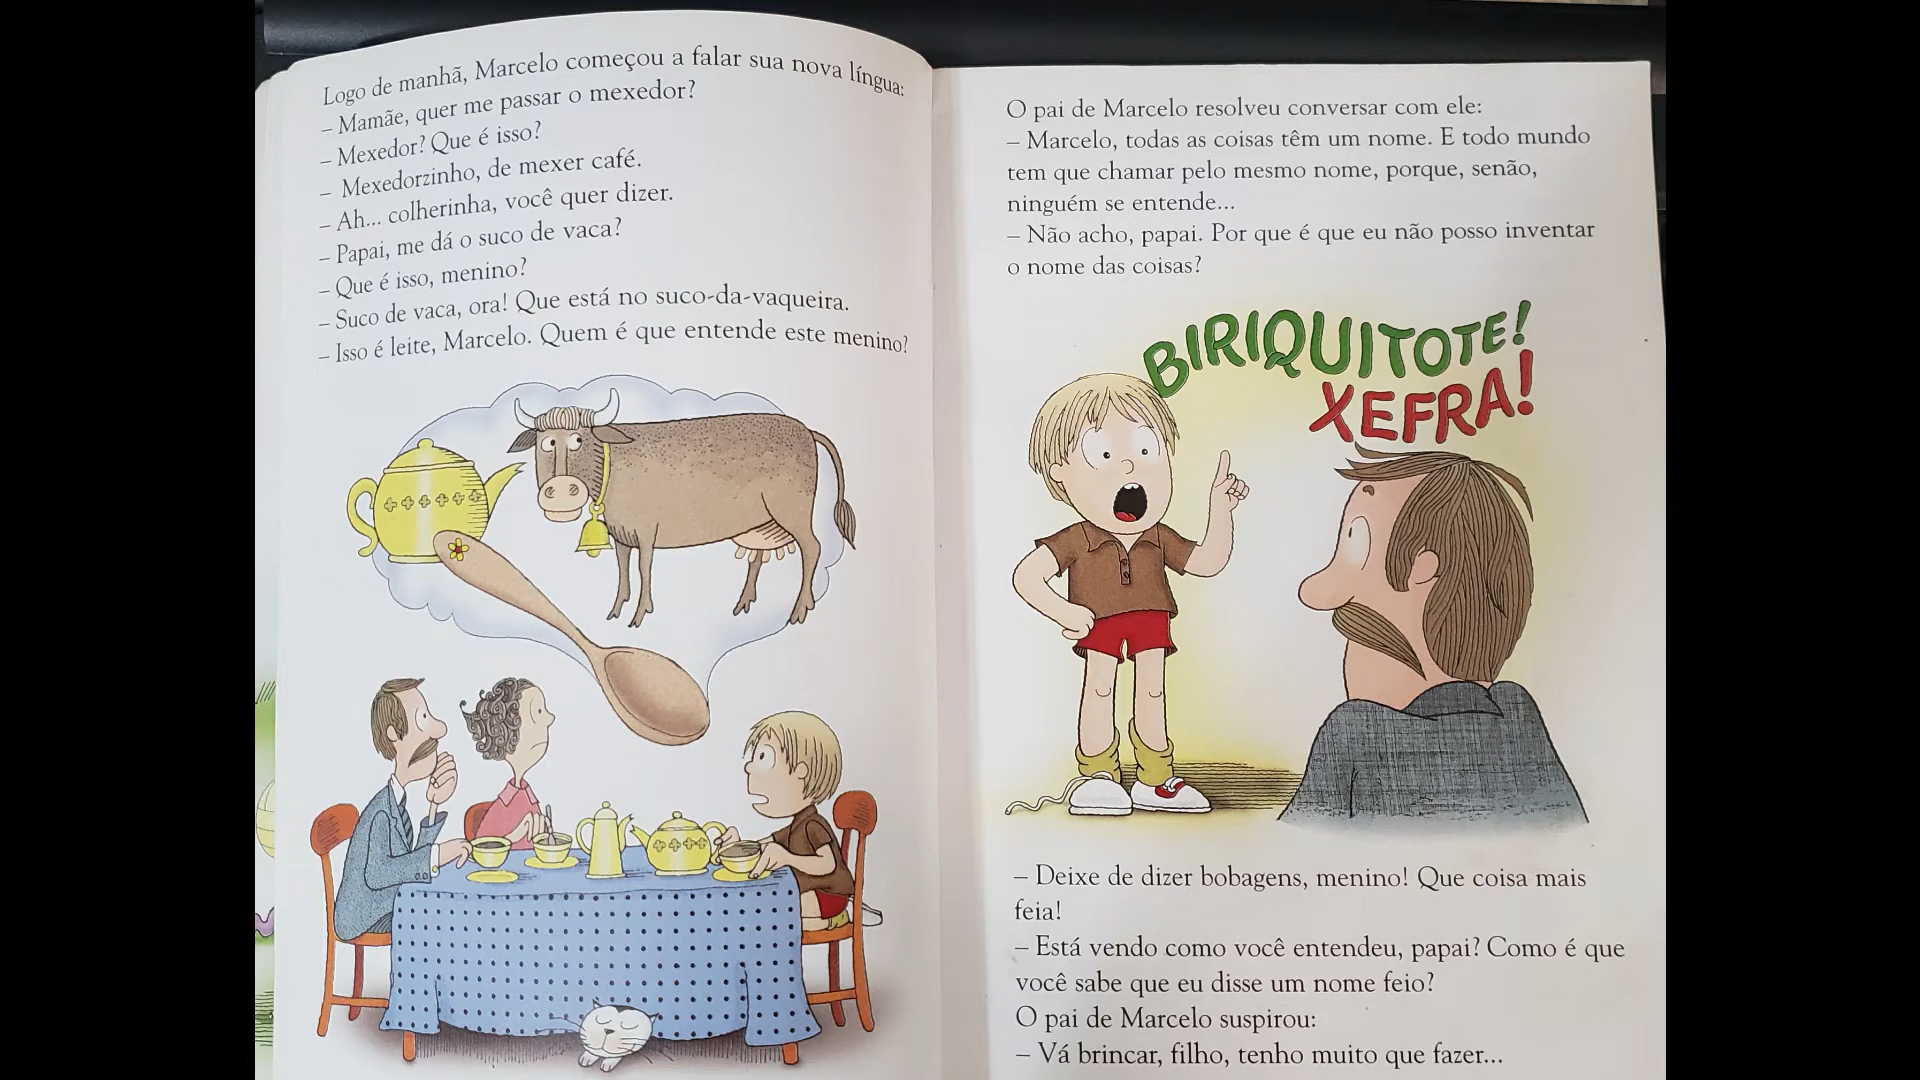 Logo de manhã, Marcelo começou a falar sua nova língua:
– Mamãe, quer me passar o mexedor?
– Mexedor? Que é isso?
– Mexedorzinho, de mexer café.
– Ah... colherinha, você quer dizer.
– Papai, me dá o suco de vaca?
– Que é isso, menino?
– Suco de vaca, ora! Que está no suco-da-vaqueira.
– Isso é leite, Marcelo. Quem é que entende este menino?
O pai de Marcelo resolveu conversar com ele:
– Marcelo, todas as coisas têm um nome. E todo mundo
tem que chamar pelo mesmo nome, porque, senão,
ninguém se entende...
– Não acho, papai. Por que é que eu não posso inventar
o nome das coisas?
BIRIQUITOTE!
XEFRA!
– Deixe de dizer bobagens, menino! Que coisa mais
feia!
– Está vendo como você entendeu, papai? Como é que
você sabe que eu disse um nome feio?
O pai de Marcelo suspirou:
– Vá brincar, filho, tenho muito que fazer...